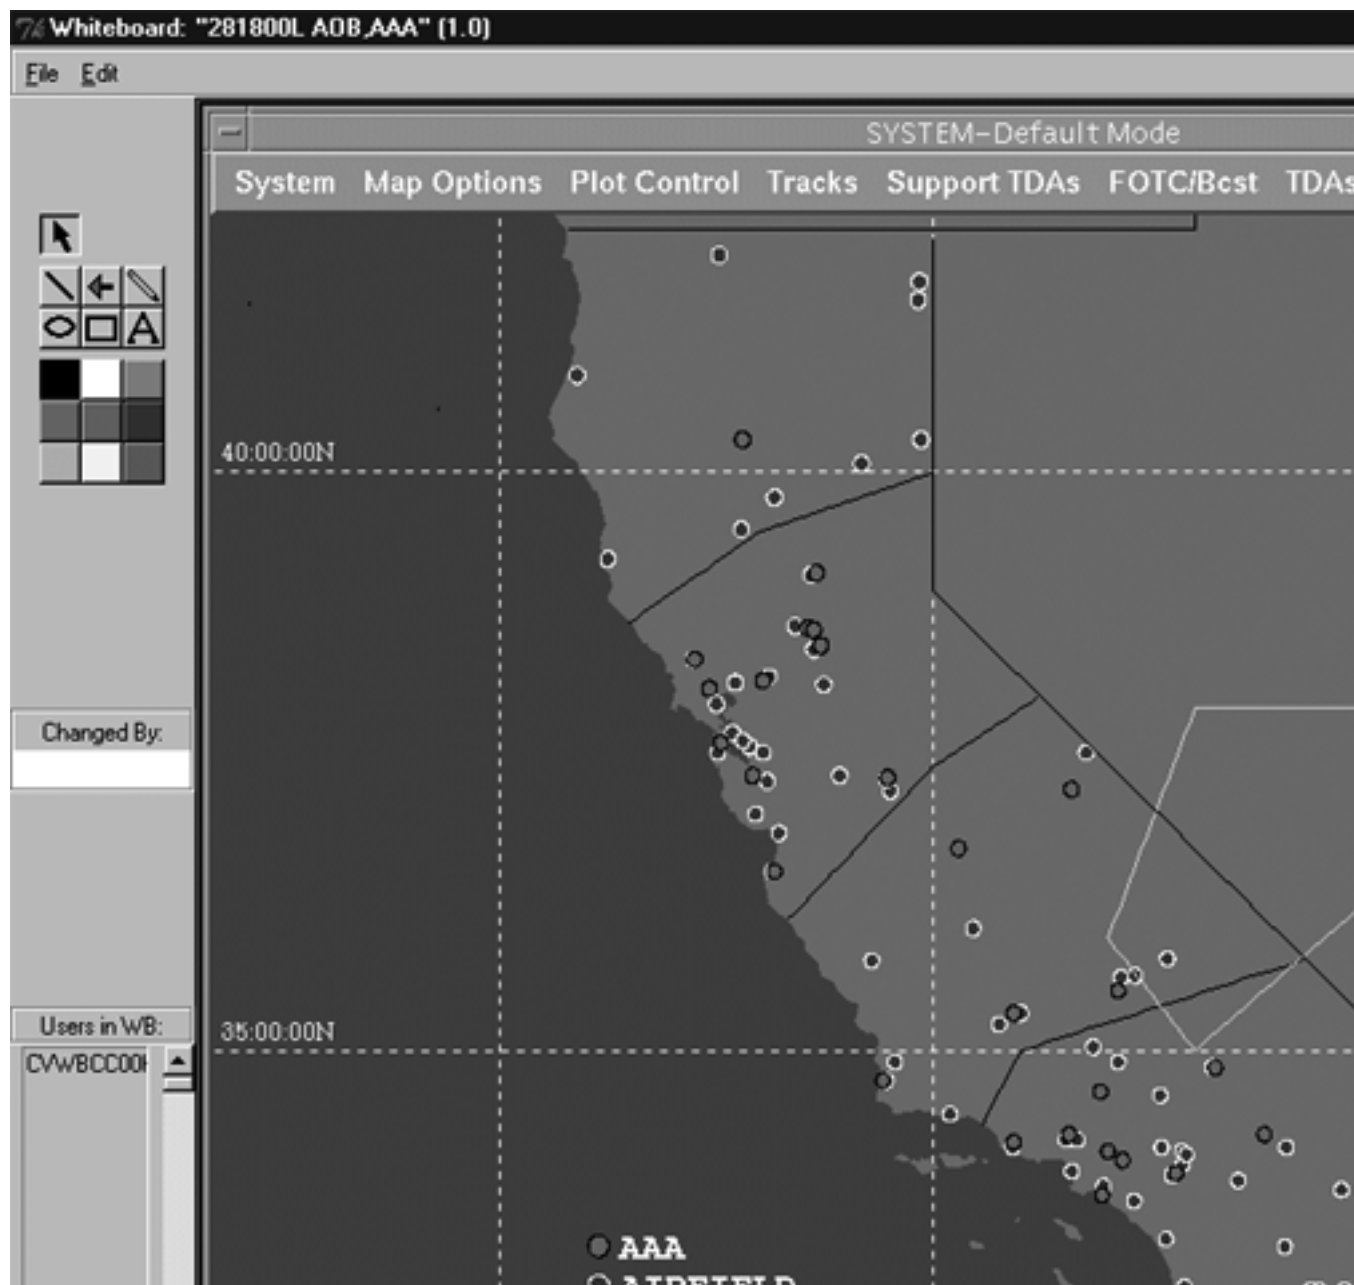 Whiteboard: "281800L AOB,AAA" (1.0)
File Edit
SYSTEM-Default Mode
System Map Options Plot Control Tracks Support TDAs FOTC/Bcst TDAs
A
40:00:00N
Changed By:
35:00:00N
Users in WB:
CVWBCC00
AAA
AIRFIELD